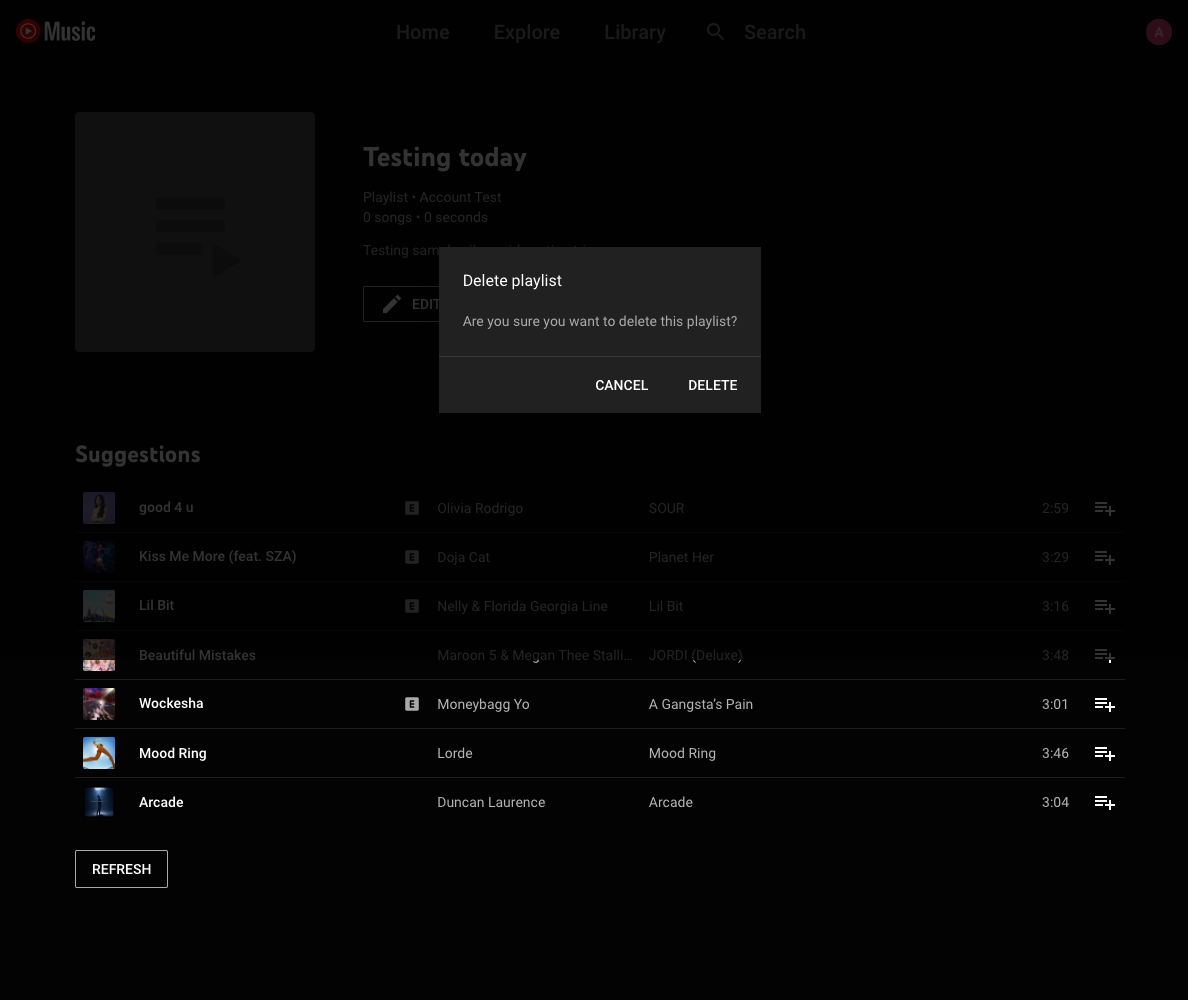 Music
Home Explore Library Search
A
Testing today
Playlist • Account Test
0 songs • 0 seconds
Testing
EDIT
Delete playlist
Are you sure you want to delete this playlist?
CANCEL DELETE
Suggestions
good 4 u E Olivia Rodrigo SOUR 2:59
Kiss Me More (feat. SZA) E Doja Cat Planet Her 3:29
Lil Bit E Nelly & Florida Georgia Line Lil Bit 3:16
Beautiful Mistakes Maroon 5 & Megan Thee Stalli... JORDI (Deluxe) 3:48
Wockesha E Moneybagg Yo A Gangsta’s Pain 3:01
Mood Ring Lorde Mood Ring 3:46
Arcade Duncan Laurence Arcade 3:04
REFRESH